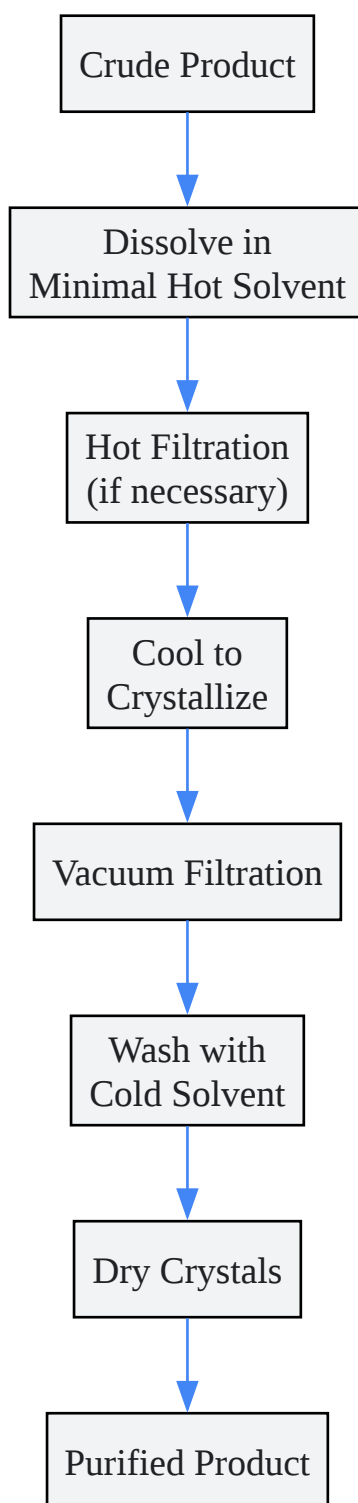 Crude Product
Dissolve in
Minimal Hot Solvent
Hot Filtration
(if necessary)
Cool to
Crystallize
Vacuum Filtration
Wash with
Cold Solvent
Dry Crystals
Purified Product